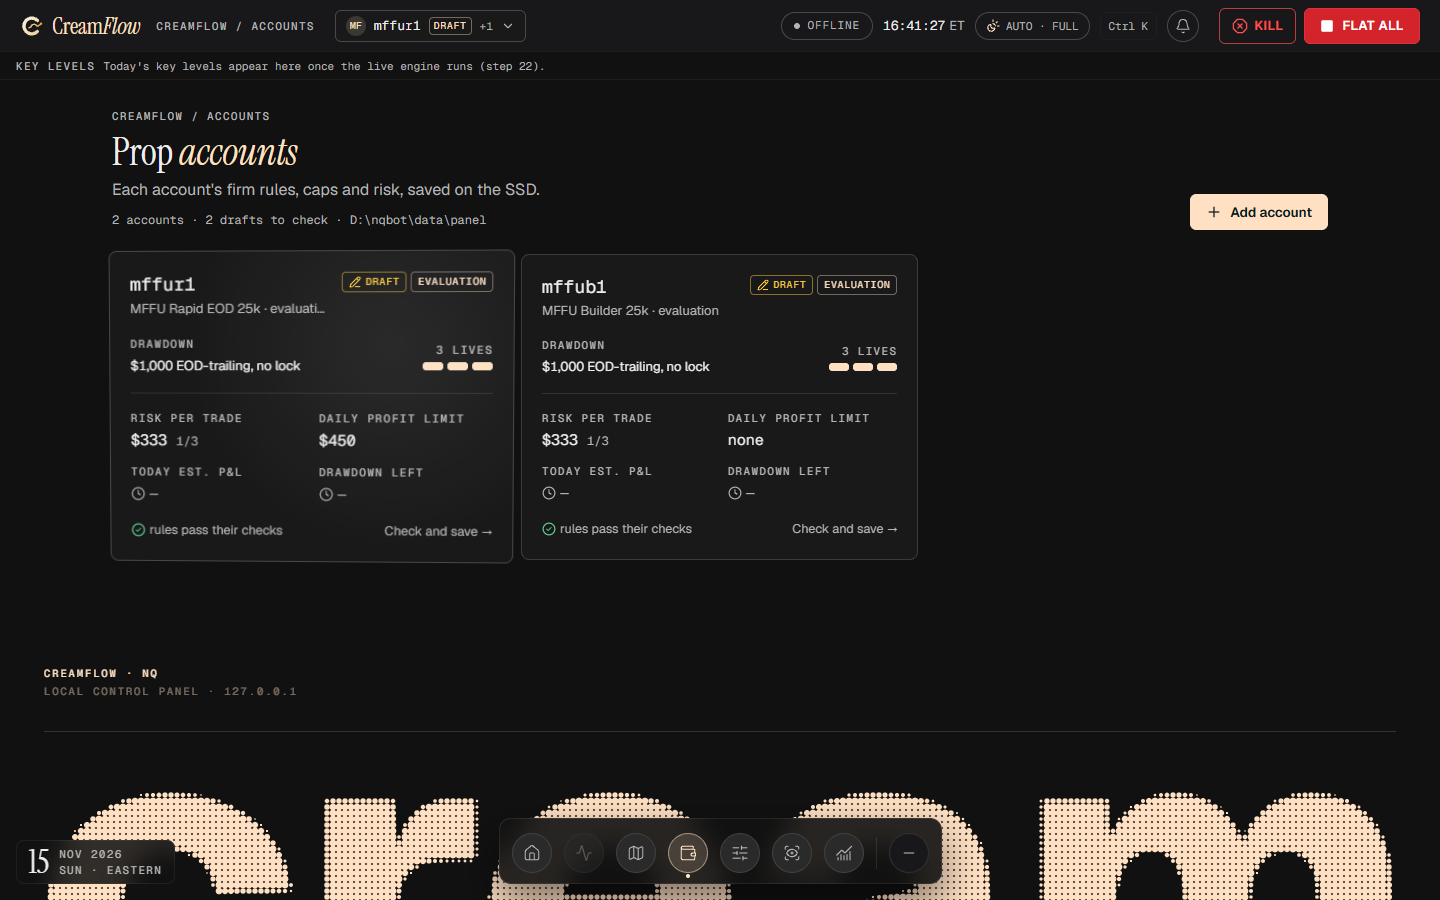 CreamFlow CREAMFLOW / ACCOUNTS MF mffur1 DRAFT +1 OFFLINE 16:41:27 ET AUTO · FULL Ctrl K KILL FLAT ALL
KEY LEVELS Today's key levels appear here once the live engine runs (step 22).
CREAMFLOW / ACCOUNTS
Prop accounts
Each account's firm rules, caps and risk, saved on the SSD.
2 accounts · 2 drafts to check · D:\nqbot\data\panel
+ Add account
mffur1 DRAFT EVALUATION
MFFU Rapid EOD 25k · evaluati…
DRAWDOWN
$1,000 EOD-trailing, no lock
3 LIVES
RISK PER TRADE
$333 1/3
DAILY PROFIT LIMIT
$450
TODAY EST. P&L
–
DRAWDOWN LEFT
–
rules pass their checks Check and save →
mffub1 DRAFT EVALUATION
MFFU Builder 25k · evaluation
DRAWDOWN
$1,000 EOD-trailing, no lock
3 LIVES
RISK PER TRADE
$333 1/3
DAILY PROFIT LIMIT
none
TODAY EST. P&L
–
DRAWDOWN LEFT
–
rules pass their checks Check and save →
CREAMFLOW · NQ
LOCAL CONTROL PANEL · 127.0.0.1
cream
15 NOV 2026
SUN · EASTERN